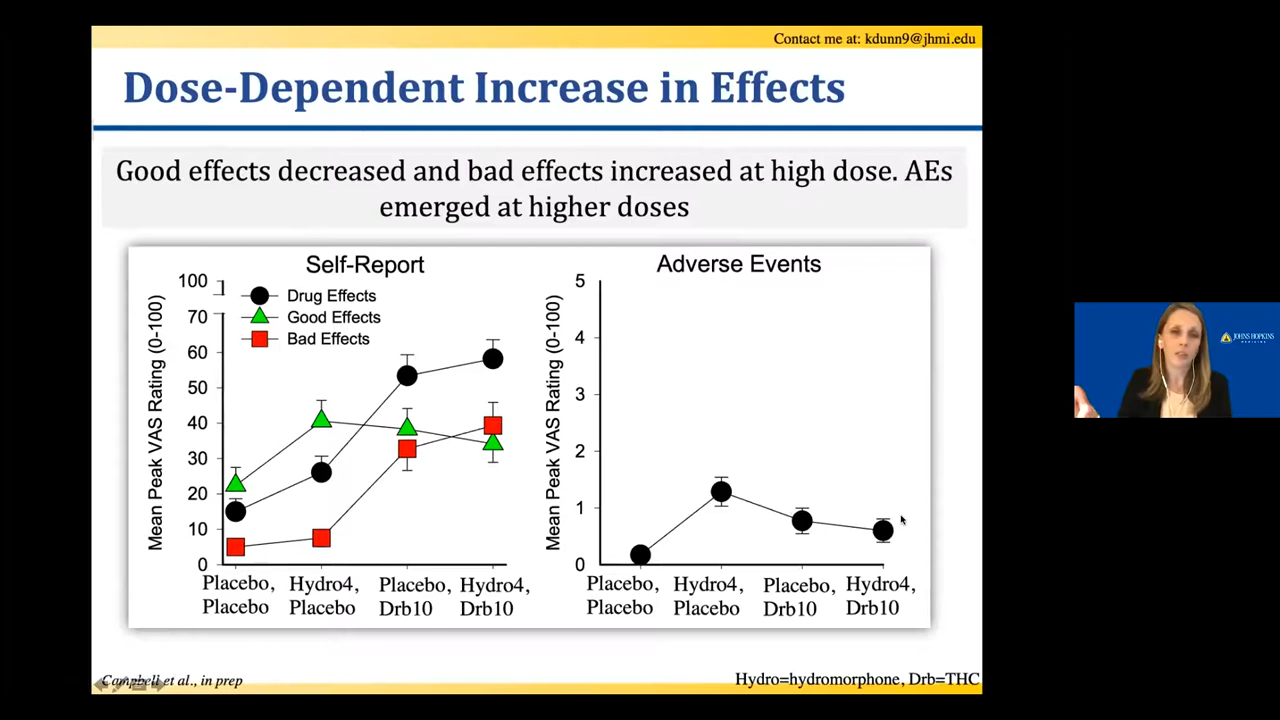 Contact me at: kdunn9@jhmi.edu
Dose-Dependent Increase in Effects
Good effects decreased and bad effects increased at high dose. AEs
emerged at higher doses
Self-Report
Mean Peak VAS Rating (0-100)
100
70
60
50
40
30
20
10
0
Drug Effects
Good Effects
Bad Effects
Placebo, Hydro4, Placebo, Hydro4,
Placebo Placebo Drb10 Drb10
Adverse Events
Mean Peak VAS Rating (0-100)
5
4
3
2
1
0
Placebo, Hydro4, Placebo, Hydro4,
Placebo Placebo Drb10 Drb10
JOHNS HOPKINS
MEDICINE
Campbell et al., in prep
Hydro=hydromorphone, Drb=THC